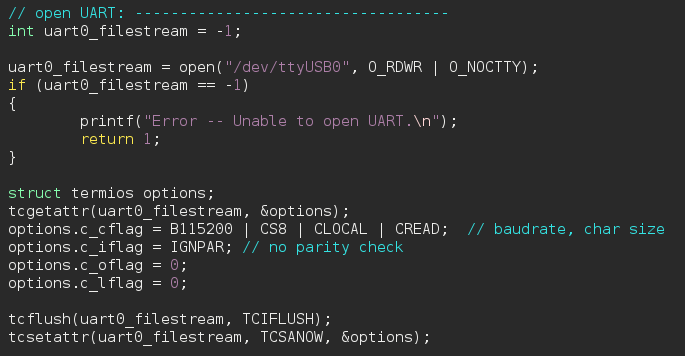 // open UART: -----------------------------------
int uart0_filestream = -1;
uart0_filestream = open("/dev/ttyUSB0", O_RDWR | O_NOCTTY);
if (uart0_filestream == -1)
{
printf("Error -- Unable to open UART.\n");
return 1;
}
struct termios options;
tcgetattr(uart0_filestream, &options);
options.c_cflag = B115200 | CS8 | CLOCAL | CREAD;  // baudrate, char size
options.c_iflag = IGNPAR; // no parity check
options.c_oflag = 0;
options.c_lflag = 0;
tcflush(uart0_filestream, TCIFLUSH);
tcsetattr(uart0_filestream, TCSANOW, &options);